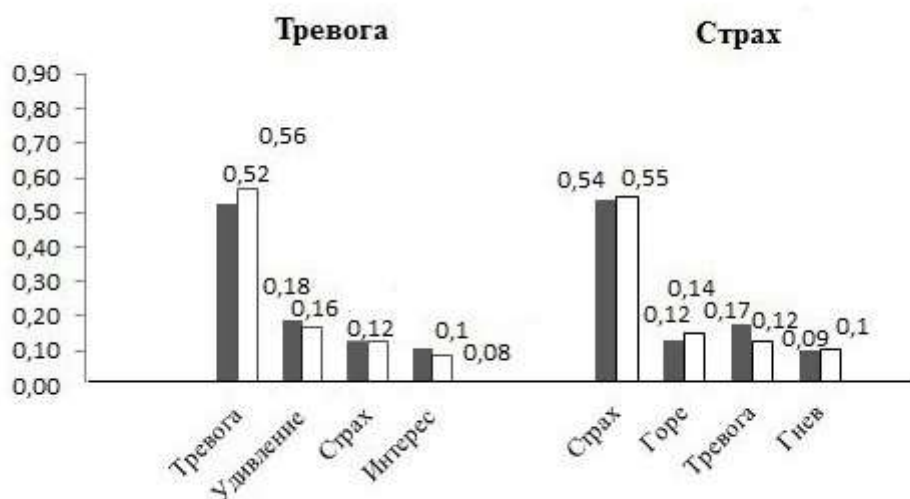 Тревога
Страх
0,90
0,80
0,70
0,60
0,50
0,40
0,30
0,20
0,10
0,00
0,56
0,52
0,18
0,16
0,12
0,1
0,08
0,54
0,55
0,12
0,14
0,17
0,12
0,09
0,1
Тревога
Удивление
Страх
Интерес
Страх
Горе
Тревога
Гнев